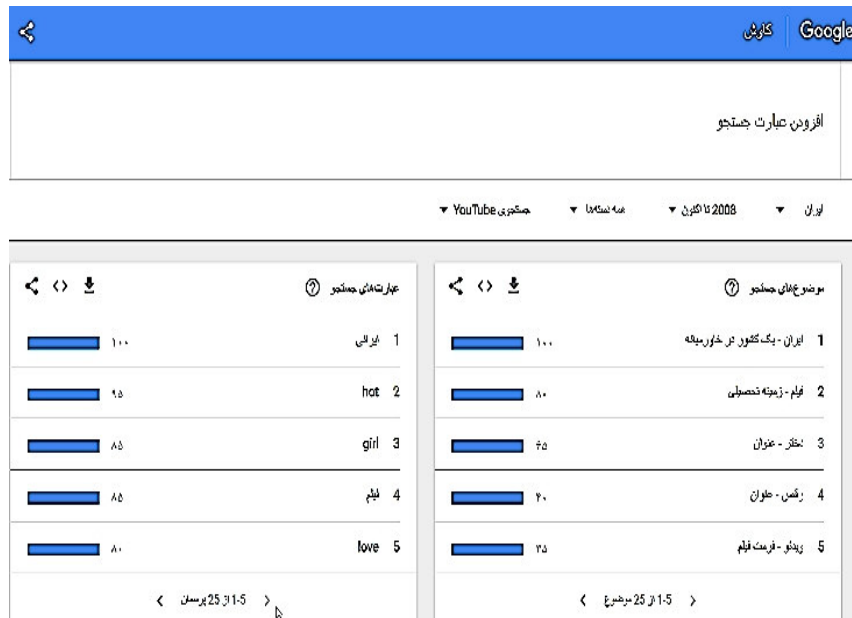 Google کاوش
افزودن عبارت جستجو
ایران ▼ 2008 تا اکنون ▼ همه دسته‌ها ▼ جستجوی YouTube ▼
موضوع‌های جستجو
1 ایران - یک کشور در خاورمیانه ۱۰۰
2 فیلم - زمینه تحصیلی ۸۰
3 دختر - عنوان ۴۵
4 رقص - عنوان ۴۰
5 ویدئو - فرمت فیلم ۳۵
1-5 از 25 موضوع
عبارت‌های جستجو
1 ایرانی ۱۰۰
2 hot ۹۵
3 girl ۸۵
4 فیلم ۸۵
5 love ۸۰
1-5 از 25 پرسمان